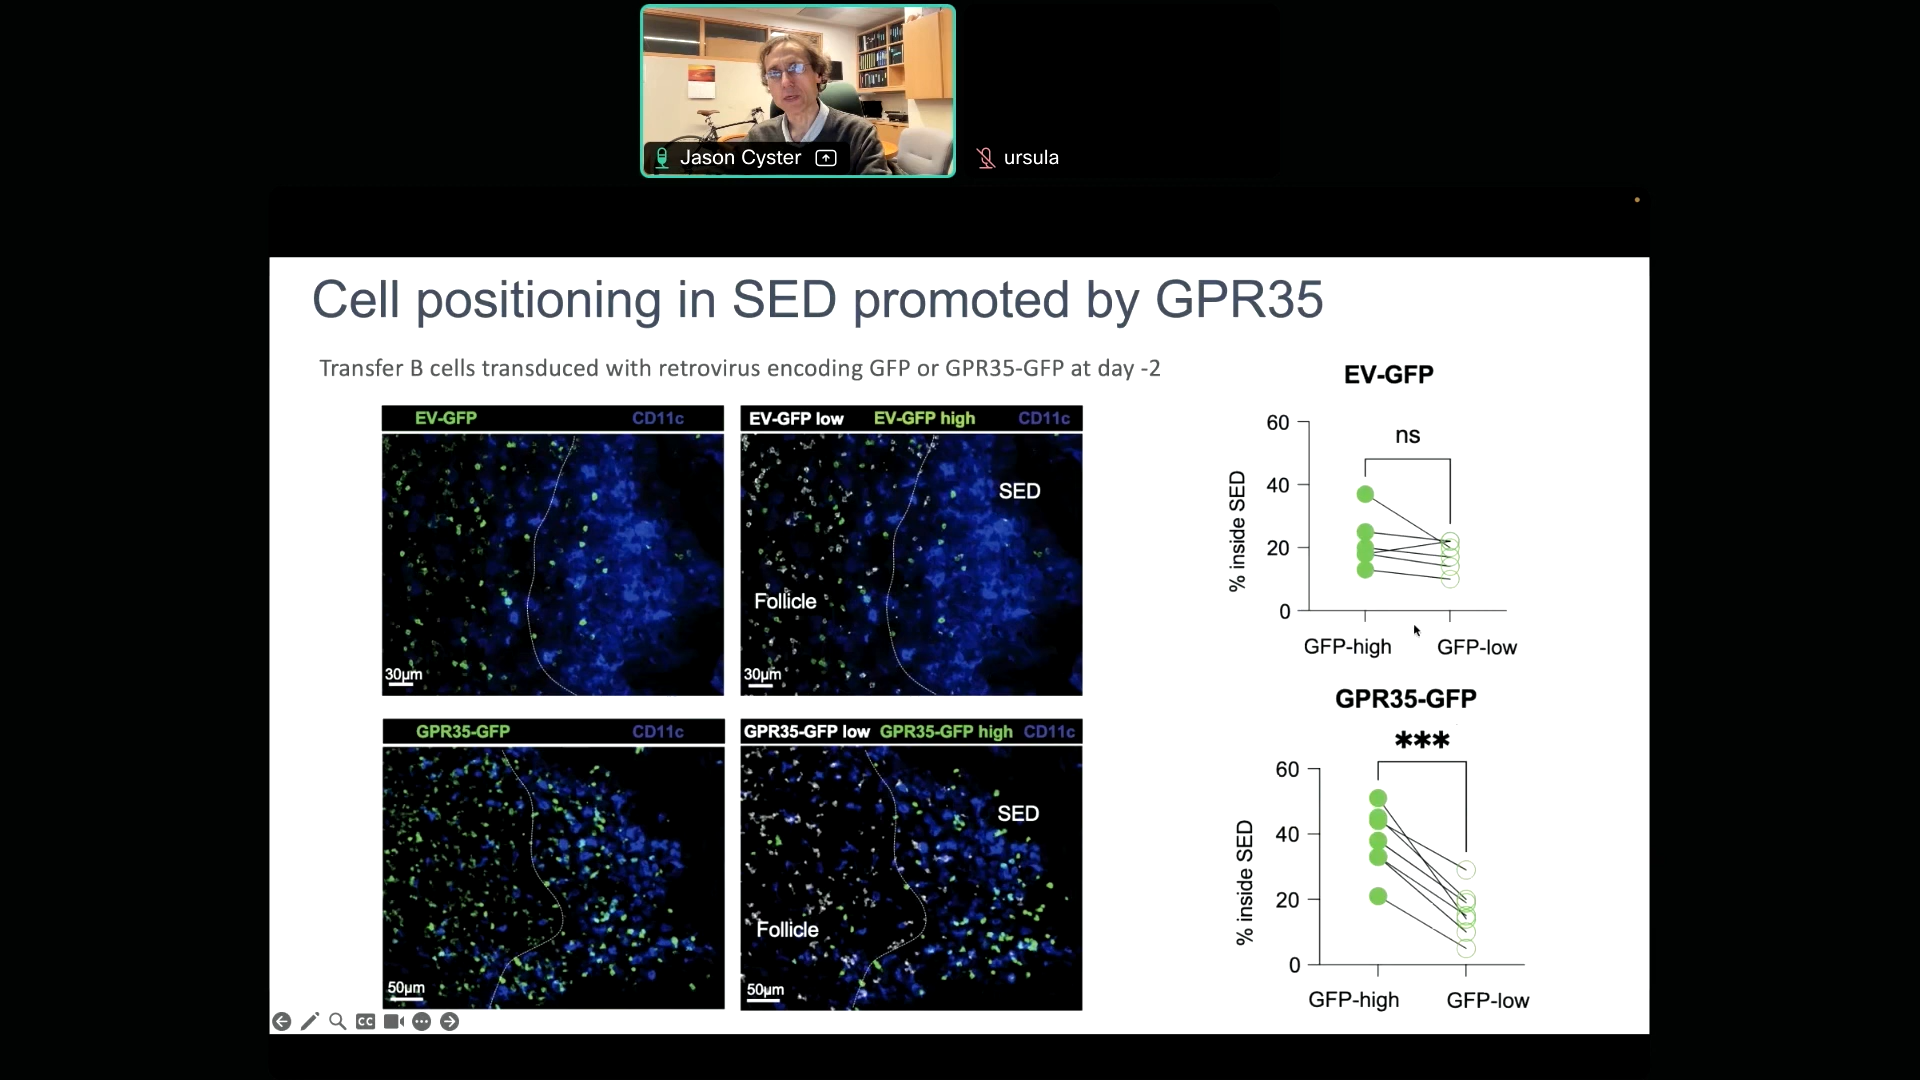 Jason Cyster
ursula
Cell positioning in SED promoted by GPR35
Transfer B cells transduced with retrovirus encoding GFP or GPR35-GFP at day -2
EV-GFP CD11c
EV-GFP low EV-GFP high CD11c
SED
Follicle
30µm
30µm
GPR35-GFP CD11c
GPR35-GFP low GPR35-GFP high CD11c
SED
Follicle
50µm
50µm
EV-GFP
ns
60
40
20
0
% inside SED
GFP-high GFP-low
GPR35-GFP
***
60
40
20
0
% inside SED
GFP-high GFP-low
CC